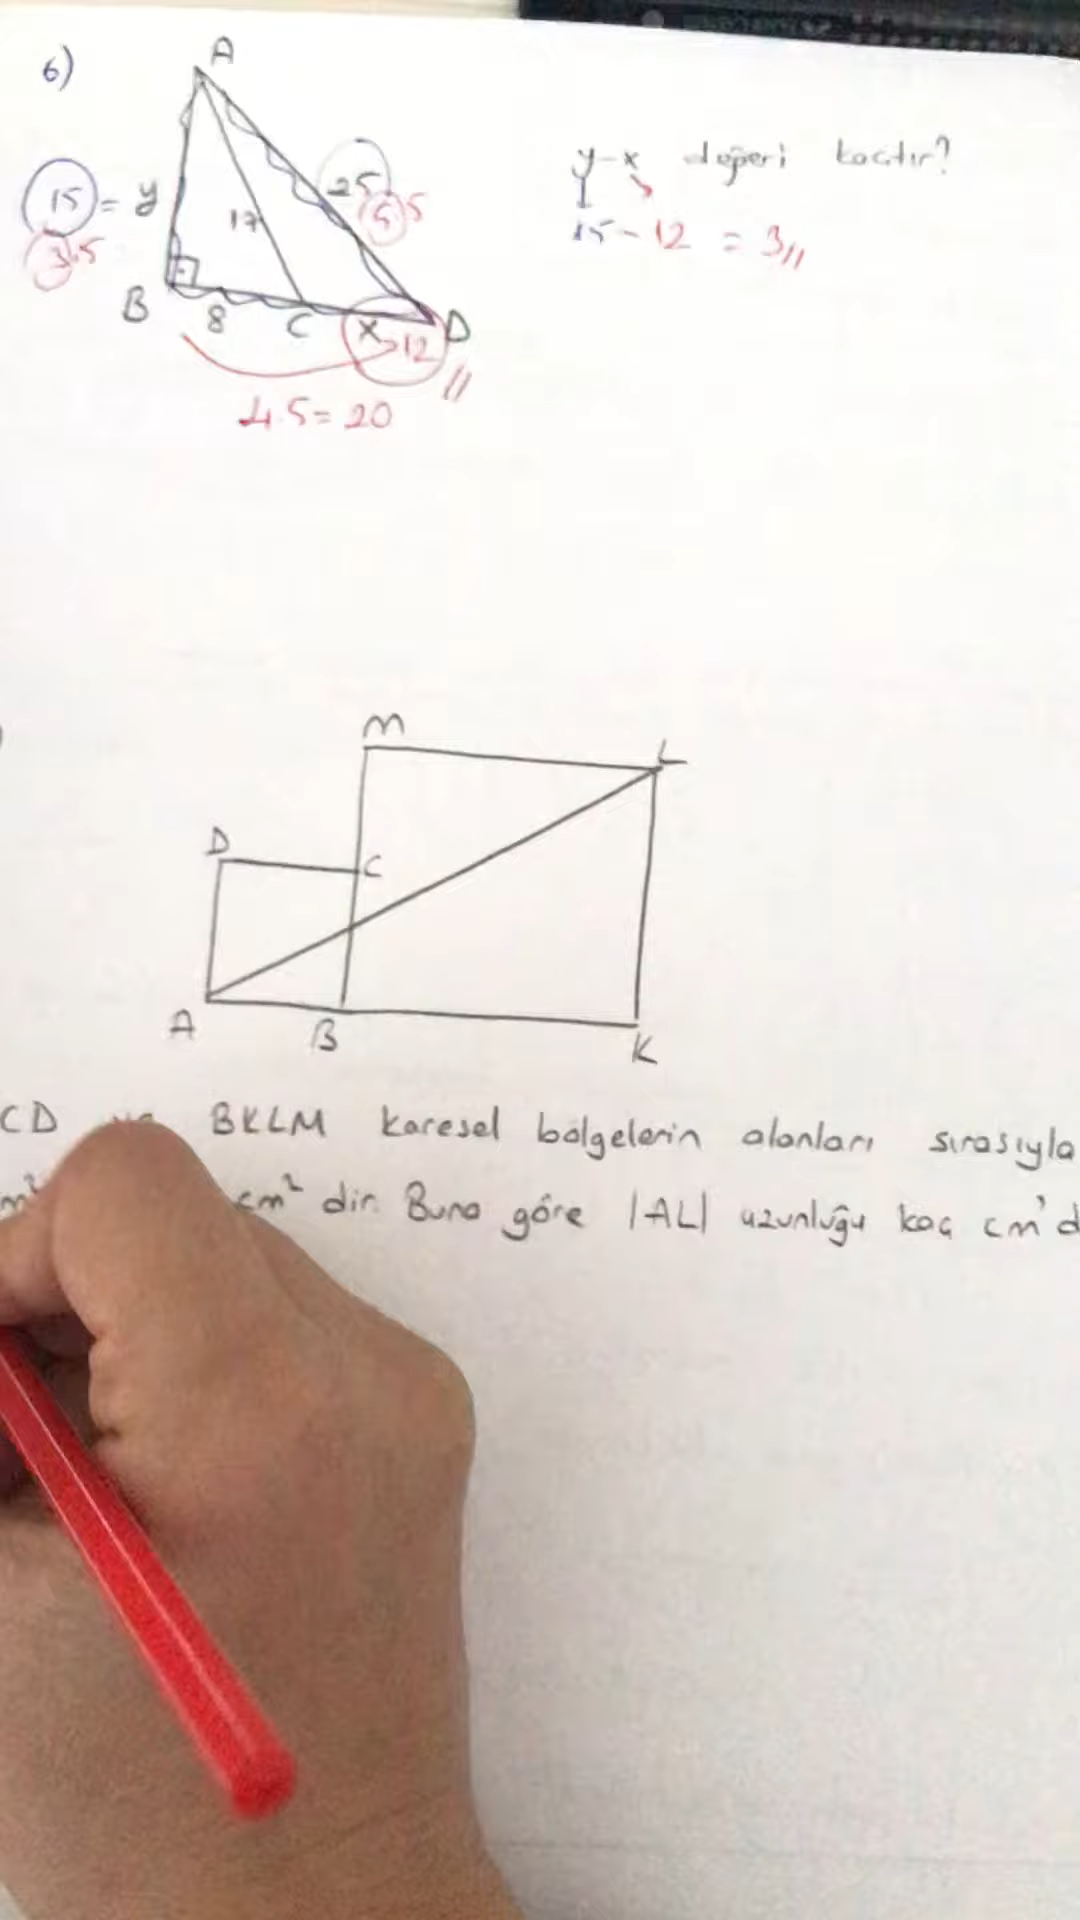 6)
A
15 = y
3.5
17
25
5.5
B
8
C
x
12
D
4.5 = 20
y-x değeri kaçtır?
15 - 12 = 3
M
L
D
C
A
B
K
CD BKLM karesel bölgelerin alanları sırasıyla
cm² dir. Buna göre |AL| uzunluğu kaç cm'd